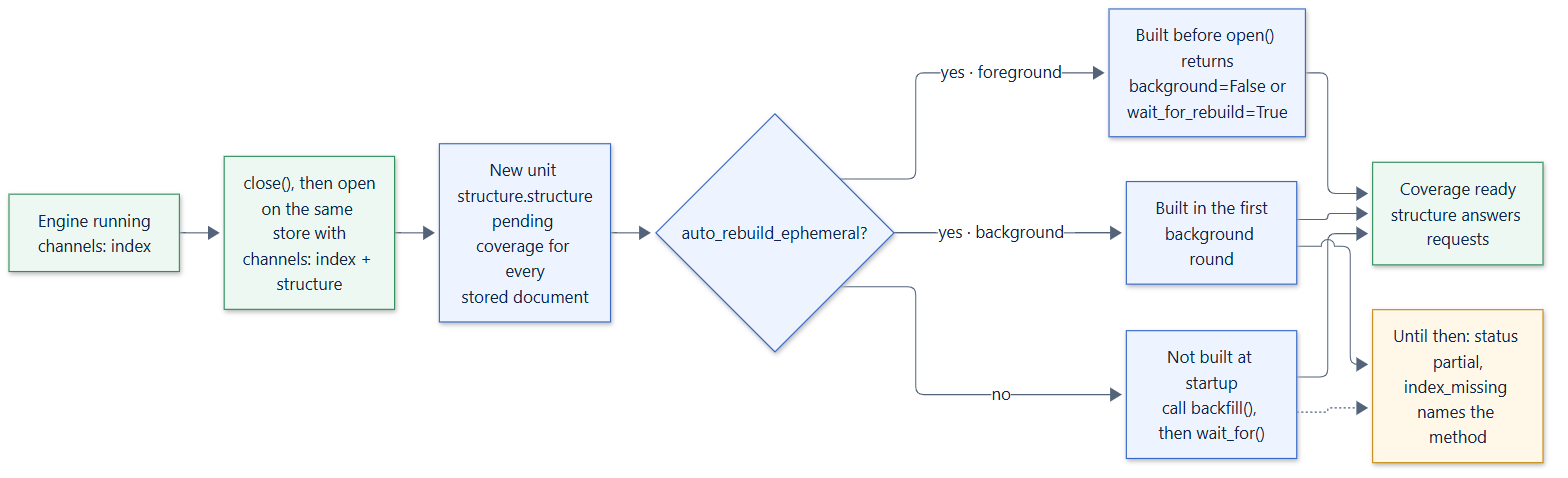 Engine running
channels: index
close(), then open
on the same
store with
channels: index +
structure
New unit
structure.structure
pending
coverage for
every
stored document
auto_rebuild_ephemeral?
yes · foreground
yes · background
no
Built before open()
returns
background=False or
wait_for_rebuild=True
Built in the first
background
round
Not built at
startup
call backfill(),
then wait_for()
Coverage ready
structure answers
requests
Until then: status
partial,
index_missing
names the
method